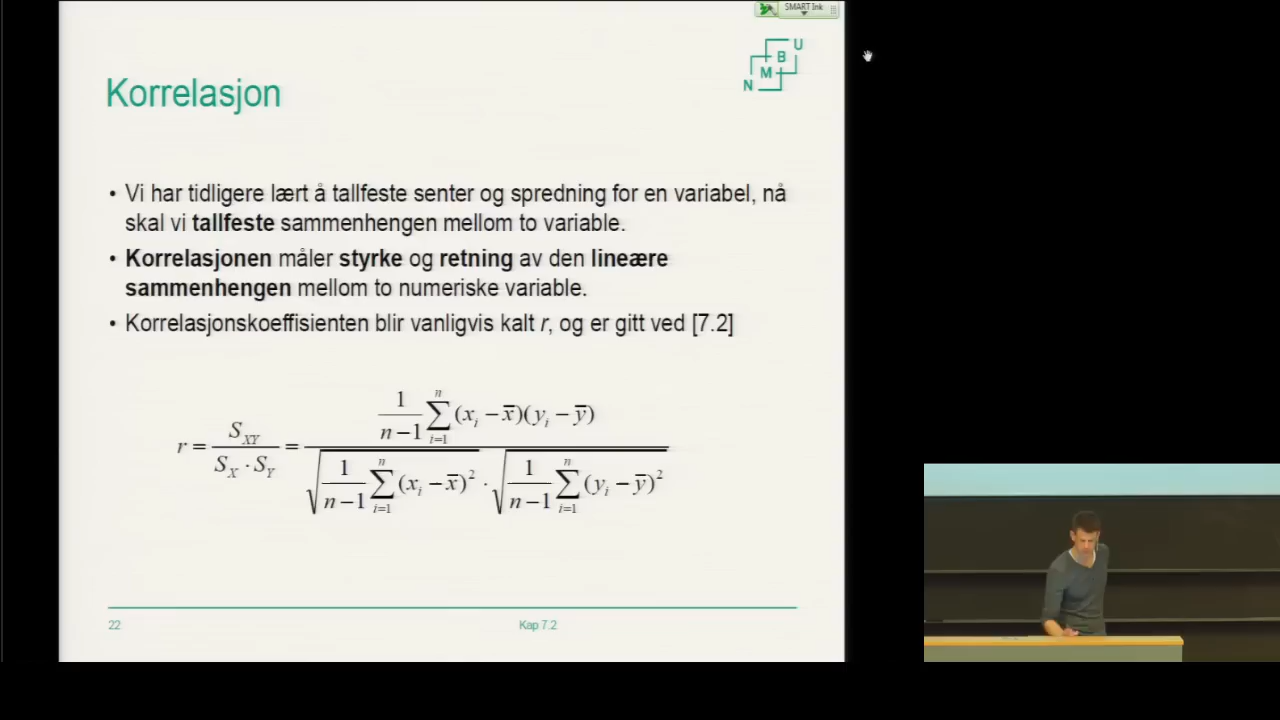 SMART Ink
N M B U
Korrelasjon
• Vi har tidligere lært å tallfeste senter og spredning for en variabel, nå
skal vi tallfeste sammenhengen mellom to variable.
• Korrelasjonen måler styrke og retning av den lineære
sammenhengen mellom to numeriske variable.
• Korrelasjonskoeffisienten blir vanligvis kalt r, og er gitt ved [7.2]
r = S_XY / (S_X · S_Y) = (1/(n−1) ∑_{i=1}^{n} (x_i − x̅)(y_i − y̅)) / (√(1/(n−1) ∑_{i=1}^{n} (x_i − x̅)²) · √(1/(n−1) ∑_{i=1}^{n} (y_i − y̅)²))
22
Kap 7.2